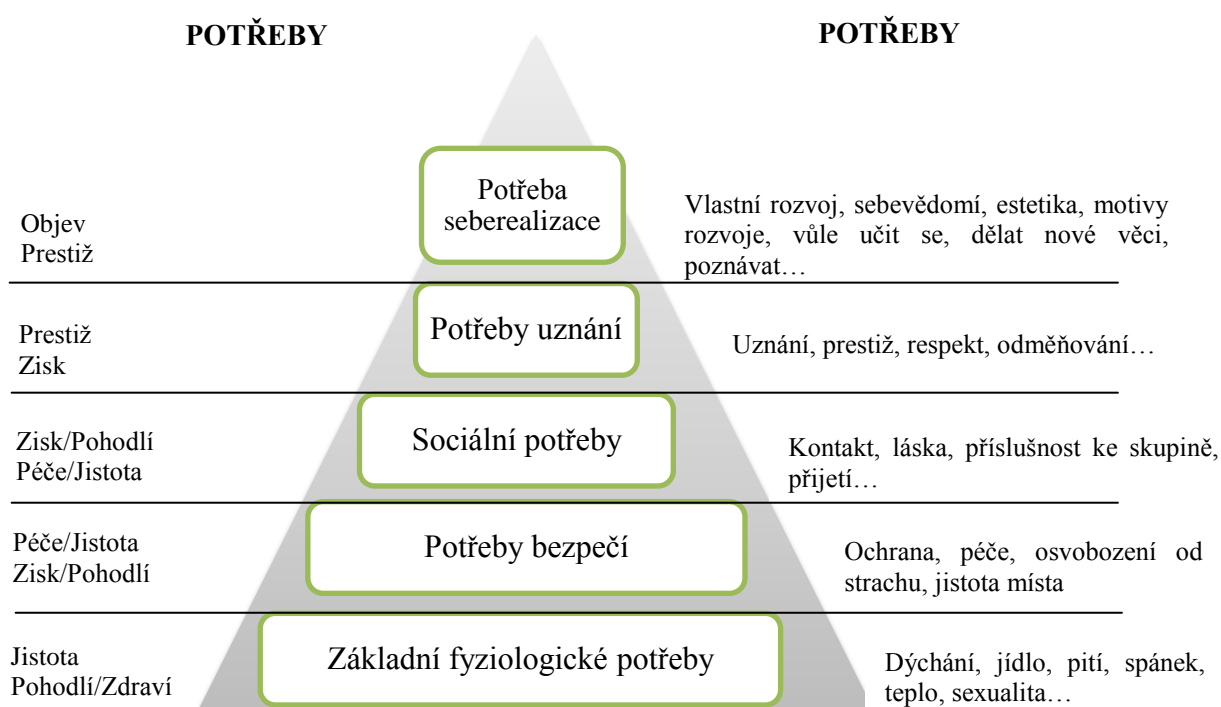 POTŘEBY
POTŘEBY
Potřeba
seberealizace
Objev
Prestiž
Vlastní rozvoj, sebevědomí, estetika, motivy
rozvoje, vůle učit se, dělat nové věci,
poznávat…
Prestiž
Zisk
Potřeby uznání
Uznání, prestiž, respekt, odměňování…
Zisk/Pohodlí
Péče/Jistota
Sociální potřeby
Kontakt, láska, příslušnost ke skupině,
přijetí…
Péče/Jistota
Zisk/Pohodlí
Potřeby bezpečí
Ochrana, péče, osvobození od
strachu, jistota místa
Jistota
Pohodlí/Zdraví
Základní fyziologické potřeby
Dýchání, jídlo, pití, spánek,
teplo, sexualita…